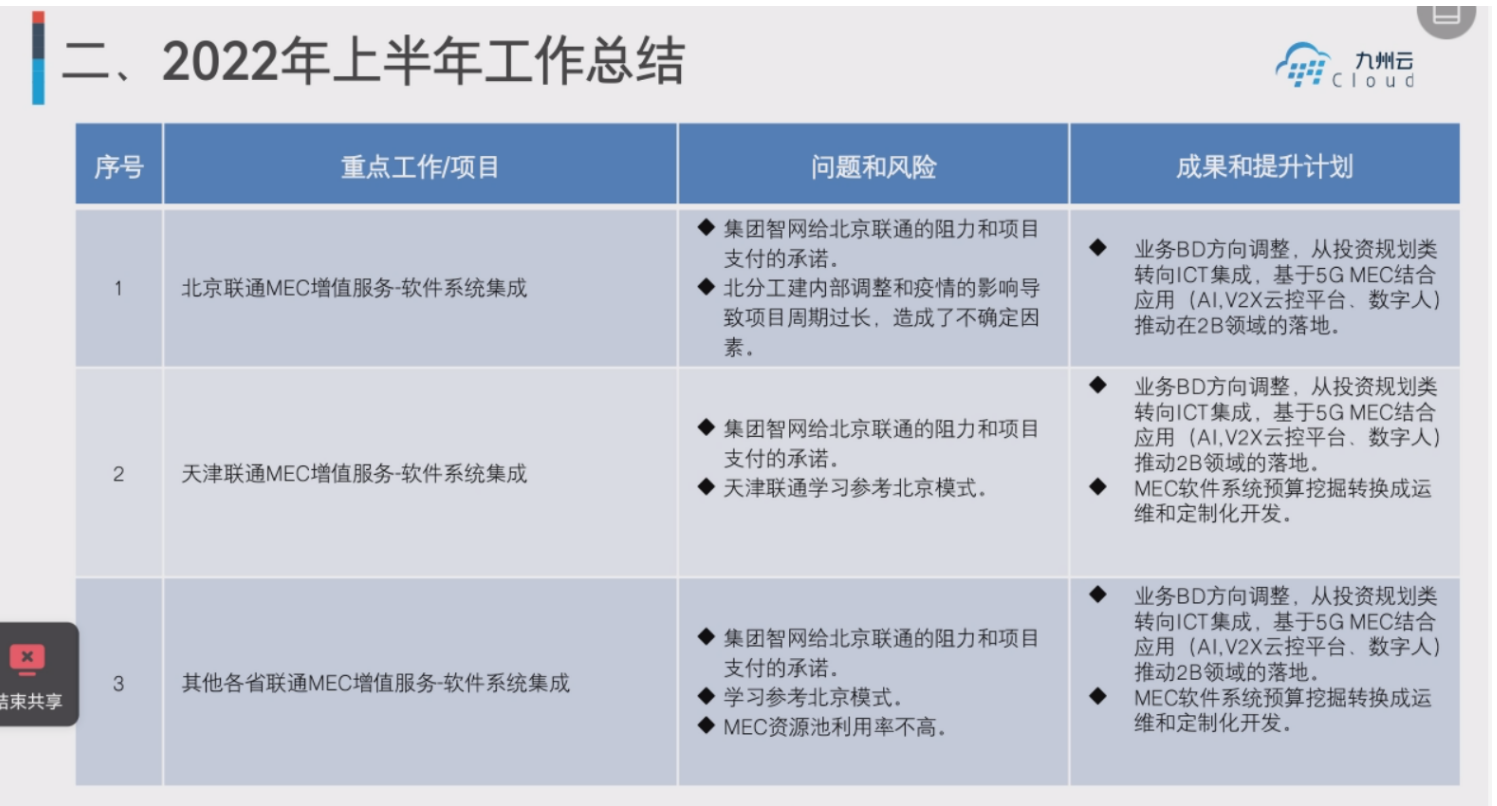 二、2022年上半年工作总结
九州云
Cloud
序号
重点工作/项目
问题和风险
成果和提升计划
1
北京联通MEC增值服务-软件系统集成
◆ 集团智网给北京联通的阻力和项目
支付的承诺。
◆ 北分工建内部调整和疫情的影响导
致项目周期过长，造成了不确定因
素。
◆ 业务BD方向调整，从投资规划类
转向ICT集成，基于5G MEC结合
应用（AI,V2X云控平台、数字人）
推动在2B领域的落地。
2
天津联通MEC增值服务-软件系统集成
◆ 集团智网给北京联通的阻力和项目
支付的承诺。
◆ 天津联通学习参考北京模式。
◆ 业务BD方向调整，从投资规划类
转向ICT集成，基于5G MEC结合
应用（AI,V2X云控平台、数字人）
推动2B领域的落地。
◆ MEC软件系统预算挖掘转换成运
维和定制化开发。
3
其他各省联通MEC增值服务-软件系统集成
◆ 集团智网给北京联通的阻力和项目
支付的承诺。
◆ 学习参考北京模式。
◆ MEC资源池利用率不高。
◆ 业务BD方向调整，从投资规划类
转向ICT集成，基于5G MEC结合
应用（AI,V2X云控平台、数字人）
推动2B领域的落地。
◆ MEC软件系统预算挖掘转换成运
维和定制化开发。
结束共享